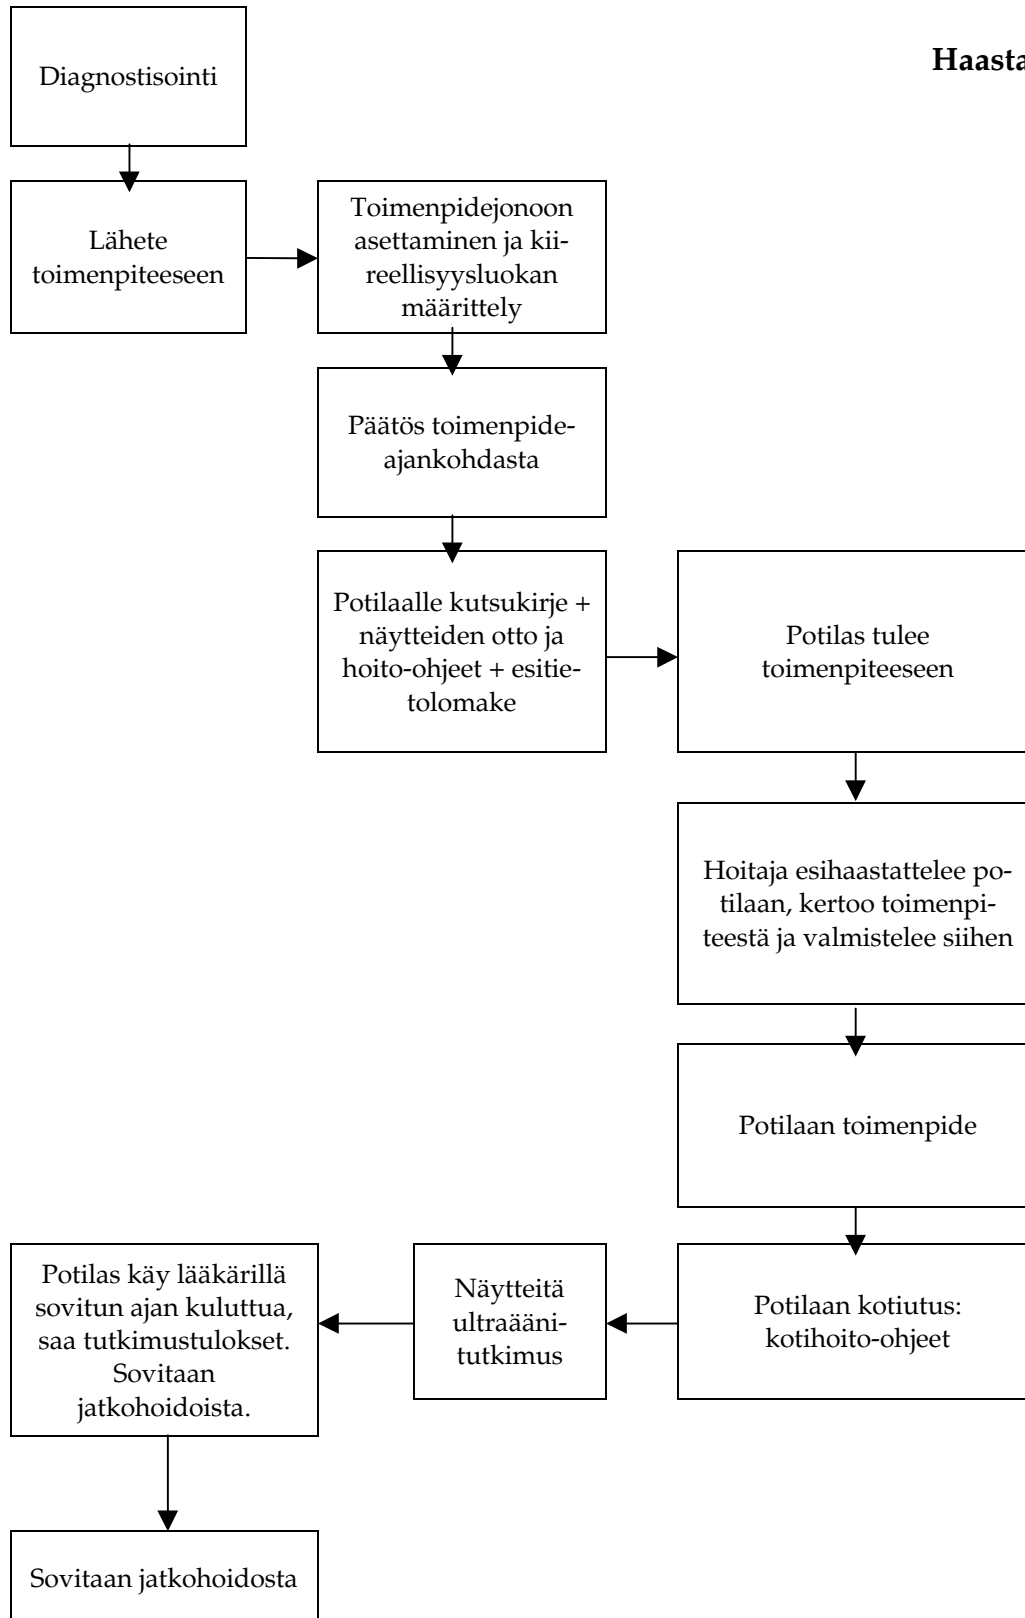 Haasta
Diagnostisointi
Lähete
toimenpiteeseen
Toimenpidejonoon
asettaminen ja kii-
reellisyysluokan
määrittely
Päätös toimenpide-
ajankohdasta
Potilaalle kutsukirje +
näytteiden otto ja
hoito-ohjeet + esitie-
tolomake
Potilas tulee
toimenpiteeseen
Hoitaja esihaastattelee po-
tilaan, kertoo toimenpi-
teestä ja valmistelee siihen
Potilaan toimenpide
Potilaan kotiutus:
kotihoito-ohjeet
Näytteitä
ultraääni-
tutkimus
Potilas käy lääkärillä
sovitun ajan kuluttua,
saa tutkimustulokset.
Sovitaan
jatkohoidoista.
Sovitaan jatkohoidosta